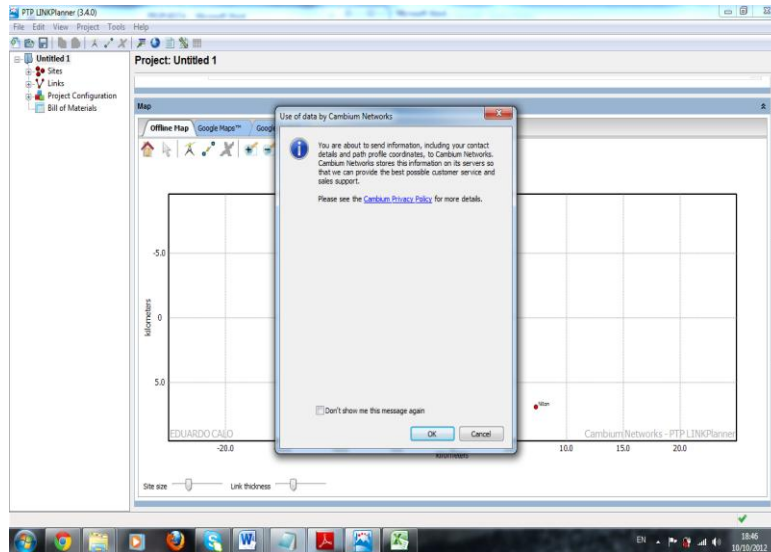 PTP LINKPlanner (3.4.0)
File Edit View Project Tools Help
Untitled 1
Sites
Links
Project Configuration
Bill of Materials
Project: Untitled 1
Map
Offline Map Google Maps™ Goog
Use of data by Cambium Networks
You are about to send information, including your contact
details and path profile coordinates, to Cambium Networks.
Cambium Networks stores this information on its servers so
that we can provide the best possible customer service and
sales support.
Please see the Cambium Privacy Policy for more details.
Don't show me this message again
OK Cancel
-5.0
0
5.0
kilometers
EDUARDO CALO
Cambium Networks - PTP LINKPlanner
-20.0 10.0 15.0 20.0
kilometers
Site size Link thickness
EN
18:46
10/10/2012